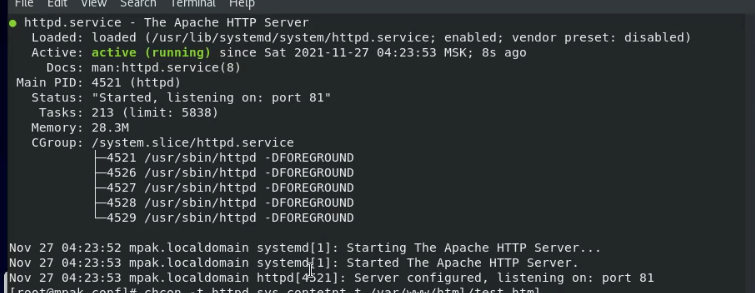 File Edit View Search Terminal Help
● httpd.service - The Apache HTTP Server
   Loaded: loaded (/usr/lib/systemd/system/httpd.service; enabled; vendor preset: disabled)
   Active: active (running) since Sat 2021-11-27 04:23:53 MSK; 8s ago
     Docs: man:httpd.service(8)
 Main PID: 4521 (httpd)
   Status: "Started, listening on: port 81"
    Tasks: 213 (limit: 5838)
   Memory: 28.3M
   CGroup: /system.slice/httpd.service
           ├─4521 /usr/sbin/httpd -DFOREGROUND
           ├─4526 /usr/sbin/httpd -DFOREGROUND
           ├─4527 /usr/sbin/httpd -DFOREGROUND
           ├─4528 /usr/sbin/httpd -DFOREGROUND
           └─4529 /usr/sbin/httpd -DFOREGROUND
Nov 27 04:23:52 mpak.localdomain systemd[1]: Starting The Apache HTTP Server...
Nov 27 04:23:53 mpak.localdomain systemd[1]: Started The Apache HTTP Server.
Nov 27 04:23:53 mpak.localdomain httpd[4521]: Server configured, listening on: port 81
[root@mpak conf]# chcon -t httpd_sys_contetnt_t /var/www/html/test.html